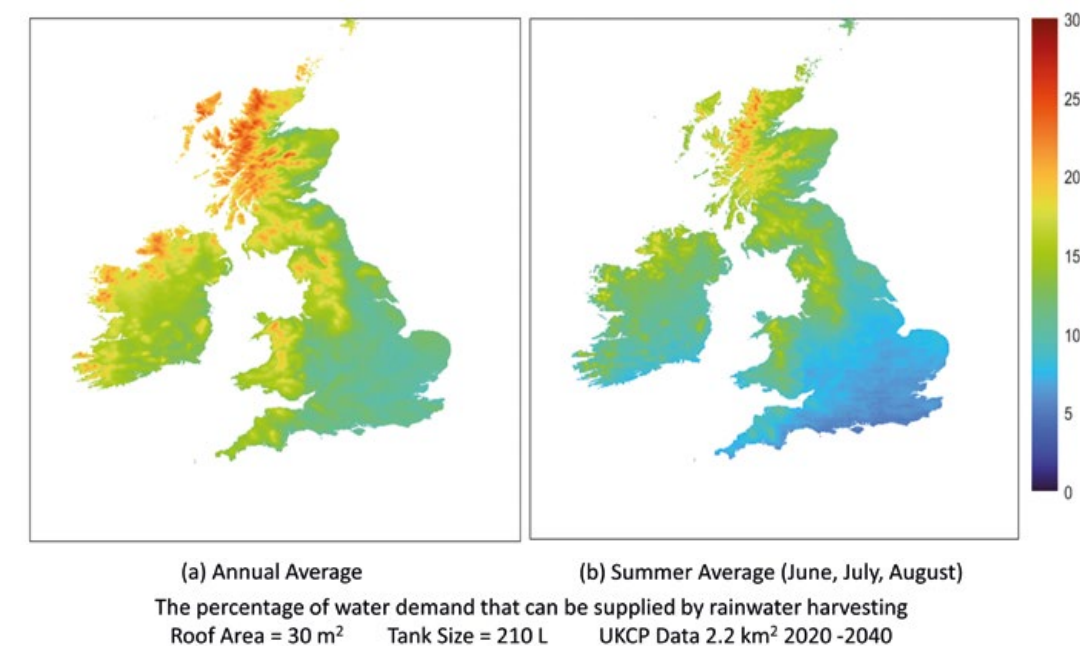 30
25
20
15
10
5
0
(a) Annual Average
(b) Summer Average (June, July, August)
The percentage of water demand that can be supplied by rainwater harvesting
Roof Area = 30 m² Tank Size = 210 L UKCP Data 2.2 km² 2020 -2040